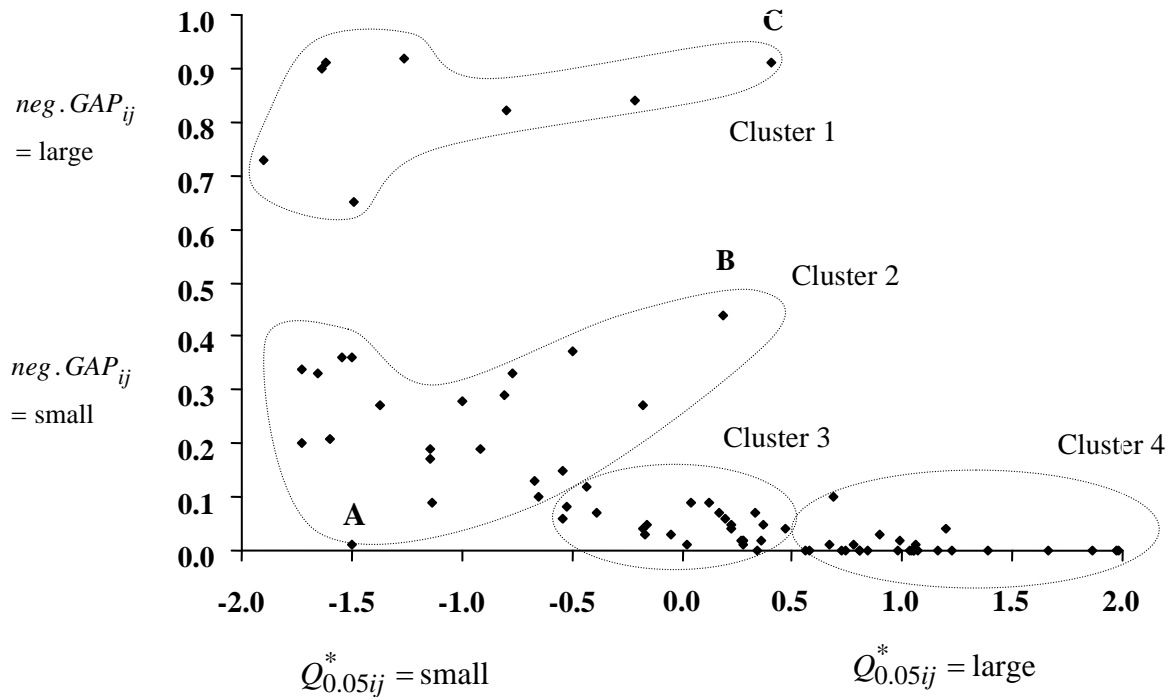 1.0
C
0.9
neg.GAP_ij
0.8
Cluster 1
= large
0.7
0.6
B
0.5
Cluster 2
0.4
neg.GAP_ij
0.3
= small
Cluster 3
Cluster 4
0.2
0.1
A
0.0
-2.0 -1.5 -1.0 -0.5 0.0 0.5 1.0 1.5 2.0
Q*_0.05ij = small
Q*_0.05ij = large